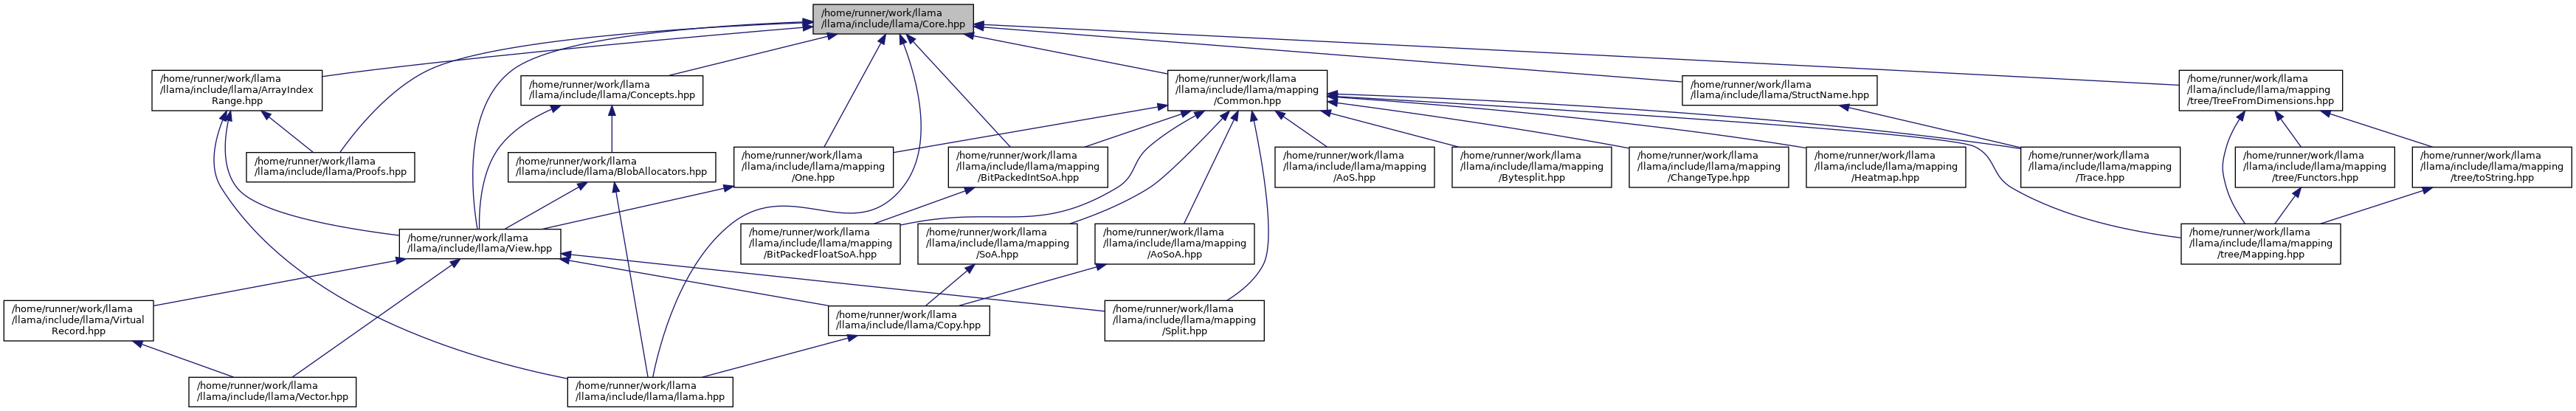 /home/runner/work/llama
/llama/include/llama/Core.hpp
/home/runner/work/llama
/llama/include/llama/ArrayIndex
Range.hpp
/home/runner/work/llama
/llama/include/llama/Concepts.hpp
/home/runner/work/llama
/llama/include/llama/mapping
/Common.hpp
/home/runner/work/llama
/llama/include/llama/StructName.hpp
/home/runner/work/llama
/llama/include/llama/mapping
/tree/TreeFromDimensions.hpp
/home/runner/work/llama
/llama/include/llama/Proofs.hpp
/home/runner/work/llama
/llama/include/llama/BlobAllocators.hpp
/home/runner/work/llama
/llama/include/llama/mapping
/One.hpp
/home/runner/work/llama
/llama/include/llama/mapping
/BitPackedIntSoA.hpp
/home/runner/work/llama
/llama/include/llama/mapping
/AoS.hpp
/home/runner/work/llama
/llama/include/llama/mapping
/Bytesplit.hpp
/home/runner/work/llama
/llama/include/llama/mapping
/ChangeType.hpp
/home/runner/work/llama
/llama/include/llama/mapping
/Heatmap.hpp
/home/runner/work/llama
/llama/include/llama/mapping
/Trace.hpp
/home/runner/work/llama
/llama/include/llama/mapping
/tree/Functors.hpp
/home/runner/work/llama
/llama/include/llama/mapping
/tree/toString.hpp
/home/runner/work/llama
/llama/include/llama/View.hpp
/home/runner/work/llama
/llama/include/llama/mapping
/BitPackedFloatSoA.hpp
/home/runner/work/llama
/llama/include/llama/mapping
/SoA.hpp
/home/runner/work/llama
/llama/include/llama/mapping
/AoSoA.hpp
/home/runner/work/llama
/llama/include/llama/mapping
/tree/Mapping.hpp
/home/runner/work/llama
/llama/include/llama/Virtual
Record.hpp
/home/runner/work/llama
/llama/include/llama/Copy.hpp
/home/runner/work/llama
/llama/include/llama/mapping
/Split.hpp
/home/runner/work/llama
/llama/include/llama/Vector.hpp
/home/runner/work/llama
/llama/include/llama/llama.hpp